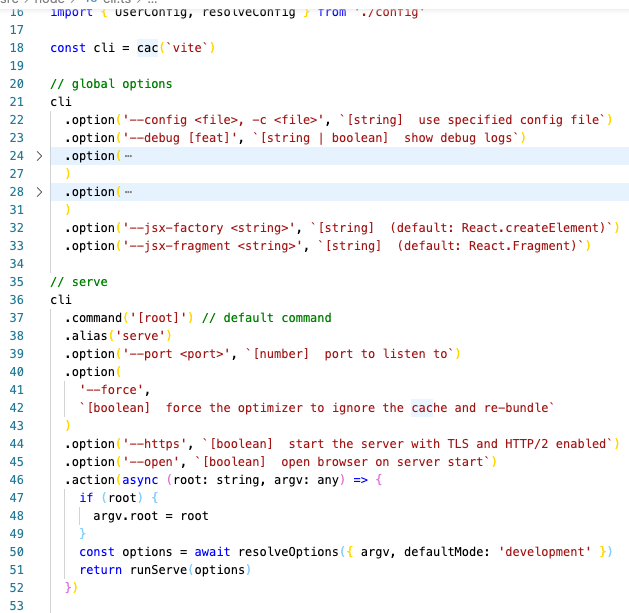 src > node > cli.ts > ...
16 import { UserConfig, resolveConfig } from './config'
17
18 const cli = cac(`vite`)
19
20 // global options
21 cli
22 .option('--config <file>, -c <file>', `[string]  use specified config file`)
23 .option('--debug [feat]', `[string | boolean]  show debug logs`)
24 > .option( ⋯
27 )
28 > .option( ⋯
31 )
32 .option('--jsx-factory <string>', `[string]  (default: React.createElement)`)
33 .option('--jsx-fragment <string>', `[string]  (default: React.Fragment)`)
34
35 // serve
36 cli
37 .command('[root]') // default command
38 .alias('serve')
39 .option('--port <port>', `[number]  port to listen to`)
40 .option(
41 '--force',
42 `[boolean]  force the optimizer to ignore the cache and re-bundle`
43 )
44 .option('--https', `[boolean]  start the server with TLS and HTTP/2 enabled`)
45 .option('--open', `[boolean]  open browser on server start`)
46 .action(async (root: string, argv: any) => {
47 if (root) {
48 argv.root = root
49 }
50 const options = await resolveOptions({ argv, defaultMode: 'development' })
51 return runServe(options)
52 })
53